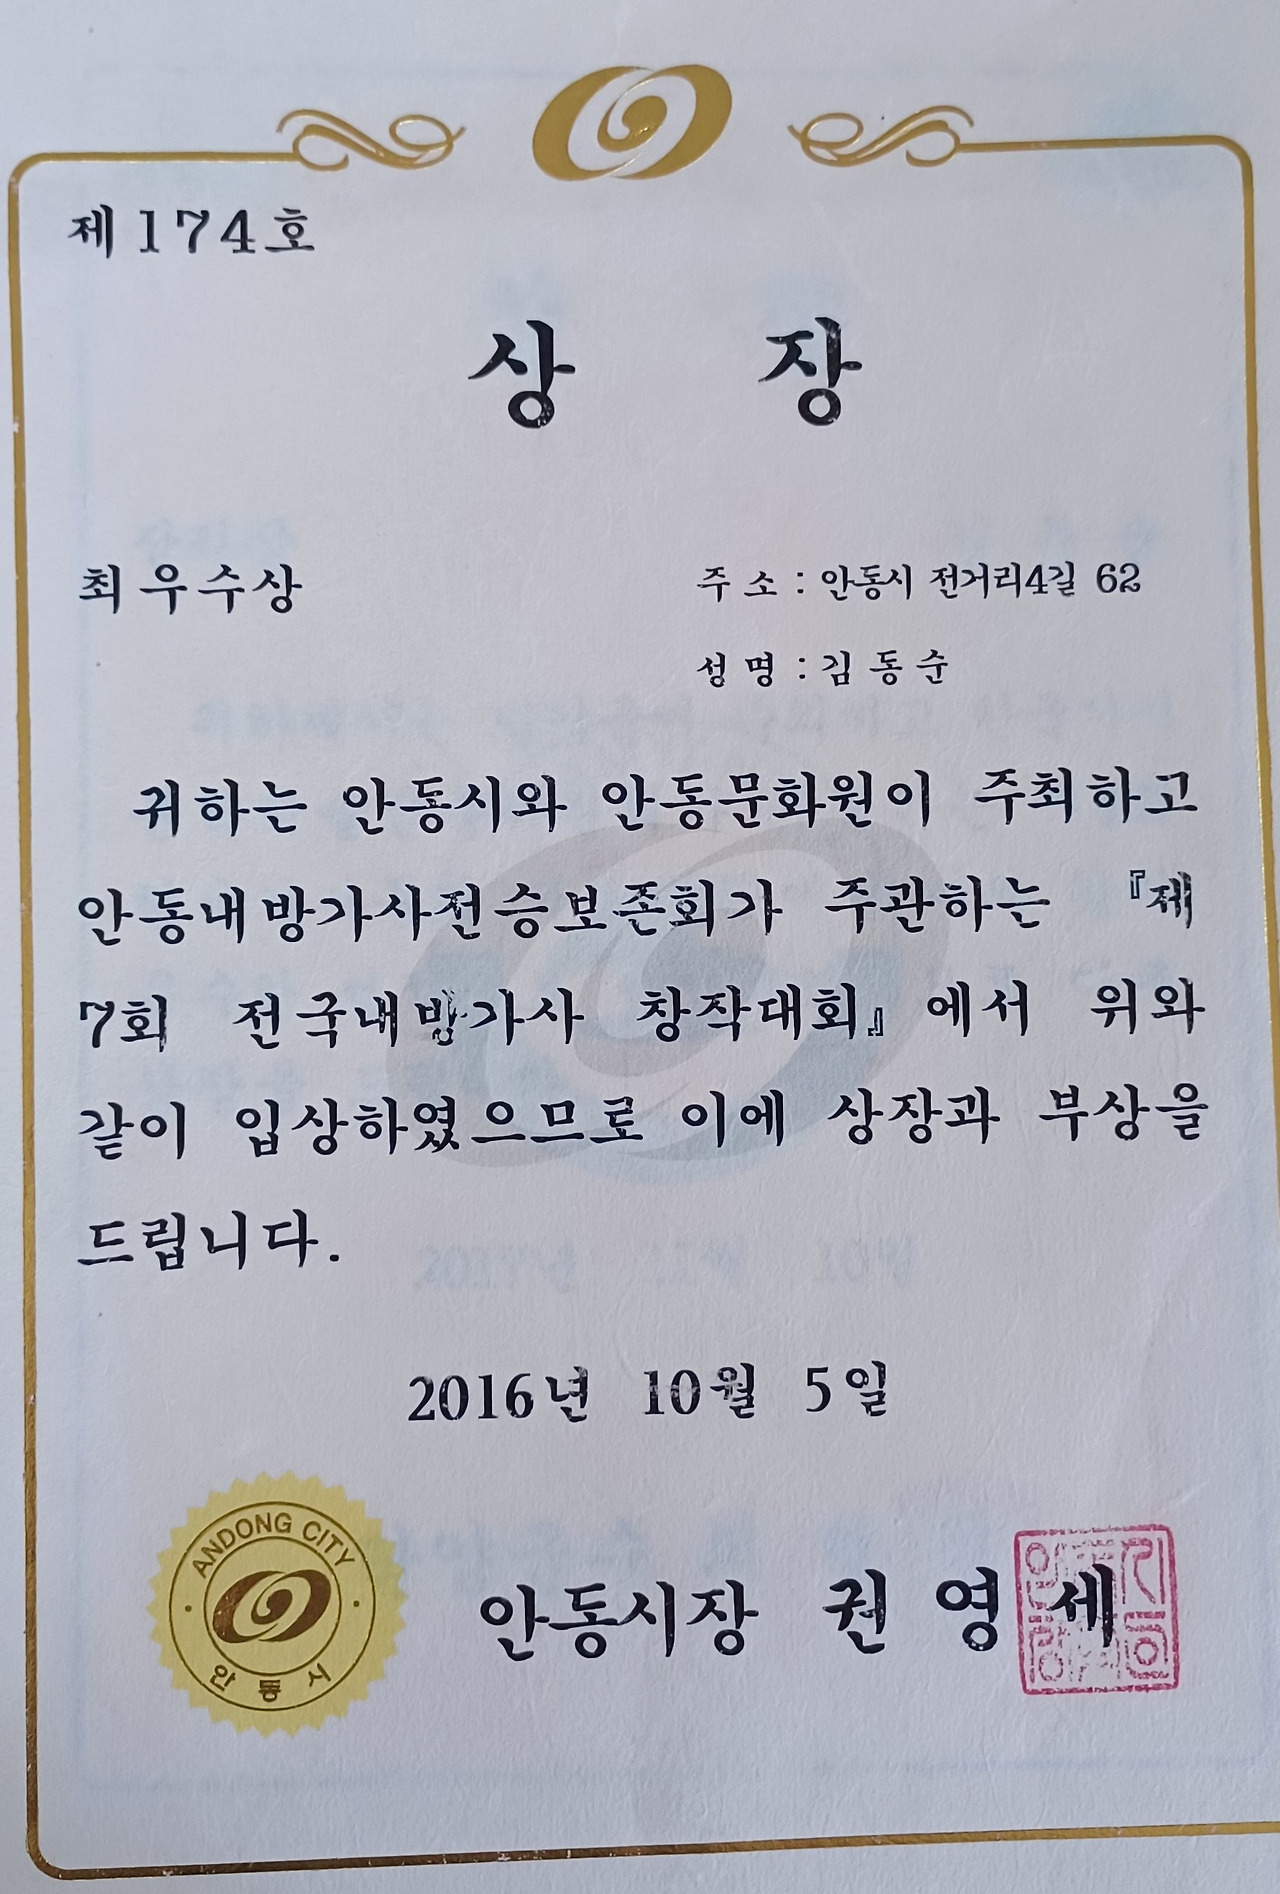 제174호
상 장
최우수상
주 소 : 안동시 전거리4길 62
성 명 : 김 동 순
귀하는 안동시와 안동문화원이 주최하고
안동내방가사전승보존회가 주관하는 『제
7회 전국내방가사 창작대회』에서 위와
같이 입상하였으므로 이에 상장과 부상을
드립니다.
2016년 10월 5일
ANDONG CITY
안동시
안동시장 권 영 세